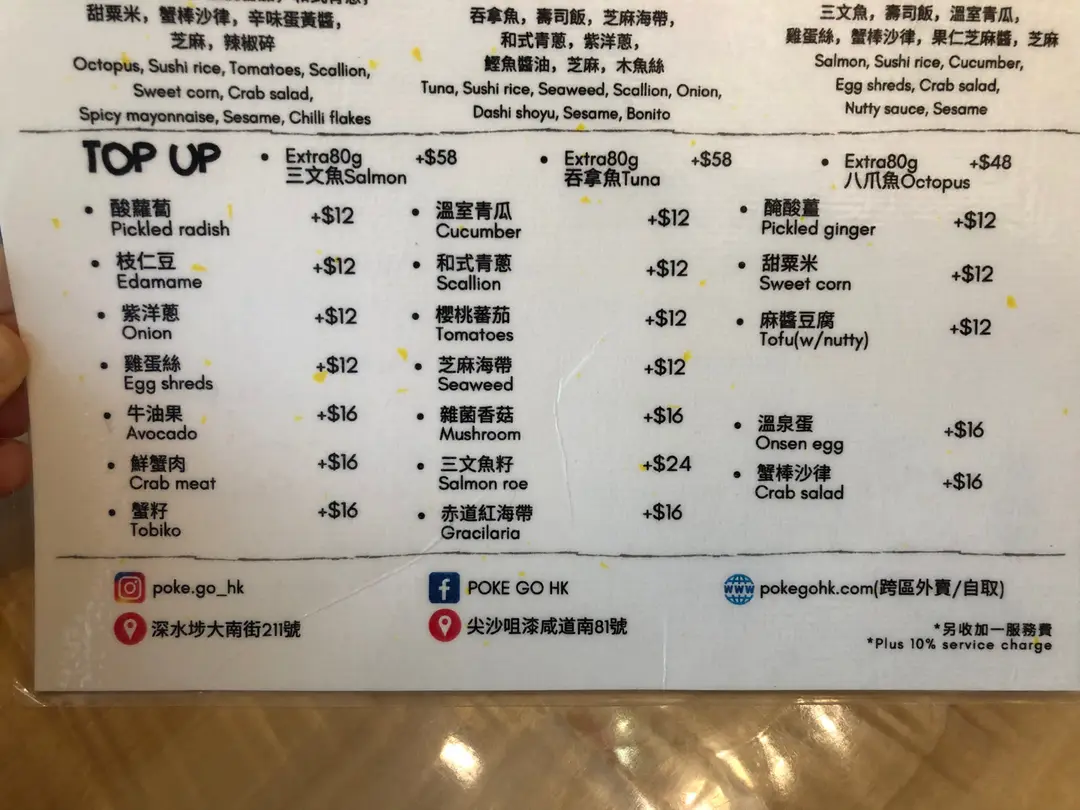 甜粟米，蟹棒沙律，辛味蛋黃醬，
芝麻，辣椒碎
Octopus, Sushi rice, Tomatoes, Scallion,
Sweet corn, Crab salad,
Spicy mayonnaise, Sesame, Chilli flakes
吞拿魚，壽司飯，芝麻海帶，
和式青蔥，紫洋蔥，
鰹魚醬油，芝麻，木魚絲
Tuna, Sushi rice, Seaweed, Scallion, Onion,
Dashi shoyu, Sesame, Bonito
三文魚，壽司飯，溫室青瓜，
雞蛋絲，蟹棒沙律，果仁芝麻醬，芝麻
Salmon, Sushi rice, Cucumber,
Egg shreds, Crab salad,
Nutty sauce, Sesame
TOP UP
• Extra80g +$58
三文魚Salmon
• Extra80g +$58
吞拿魚Tuna
• Extra80g +$48
八爪魚Octopus
• 酸蘿蔔 +$12
Pickled radish
• 枝仁豆 +$12
Edamame
• 紫洋蔥 +$12
Onion
• 雞蛋絲 +$12
Egg shreds
• 牛油果 +$16
Avocado
• 鮮蟹肉 +$16
Crab meat
• 蟹籽 +$16
Tobiko
• 溫室青瓜 +$12
Cucumber
• 和式青蔥 +$12
Scallion
• 櫻桃蕃茄 +$12
Tomatoes
• 芝麻海帶 +$12
Seaweed
• 雜菌香菇 +$16
Mushroom
• 三文魚籽 +$24
Salmon roe
• 赤道紅海帶 +$16
Gracilaria
• 醃酸薑 +$12
Pickled ginger
• 甜粟米 +$12
Sweet corn
• 麻醬豆腐 +$12
Tofu(w/nutty)
• 溫泉蛋 +$16
Onsen egg
• 蟹棒沙律 +$16
Crab salad
poke.go_hk
POKE GO HK
www pokegohk.com(跨區外賣/自取)
深水埗大南街211號
尖沙咀漆咸道南81號
*另收加一服務費
*Plus 10% service charge